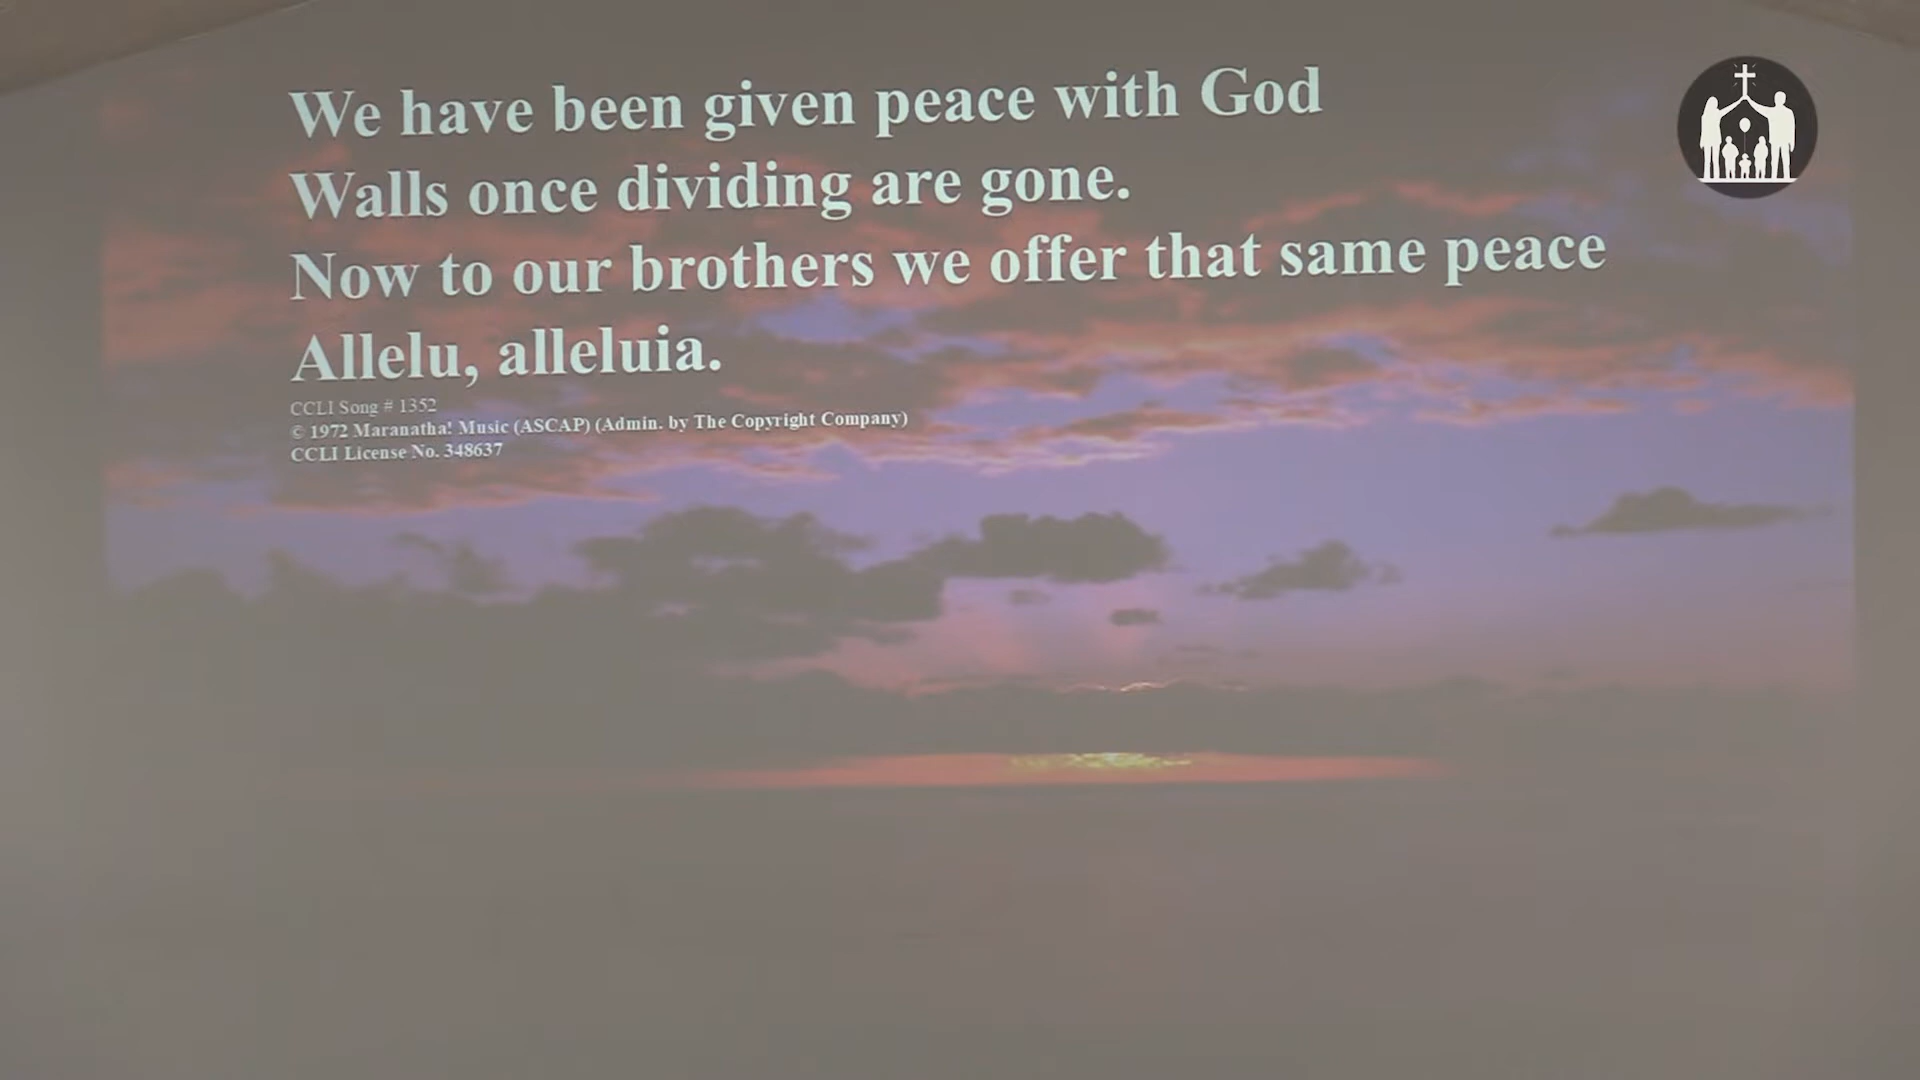 We have been given peace with God
Walls once dividing are gone.
Now to our brothers we offer that same peace
Allelu, alleluia.
CCLI Song # 1352
© 1972 Maranatha! Music (ASCAP) (Admin. by The Copyright Company)
CCLI License No. 348637